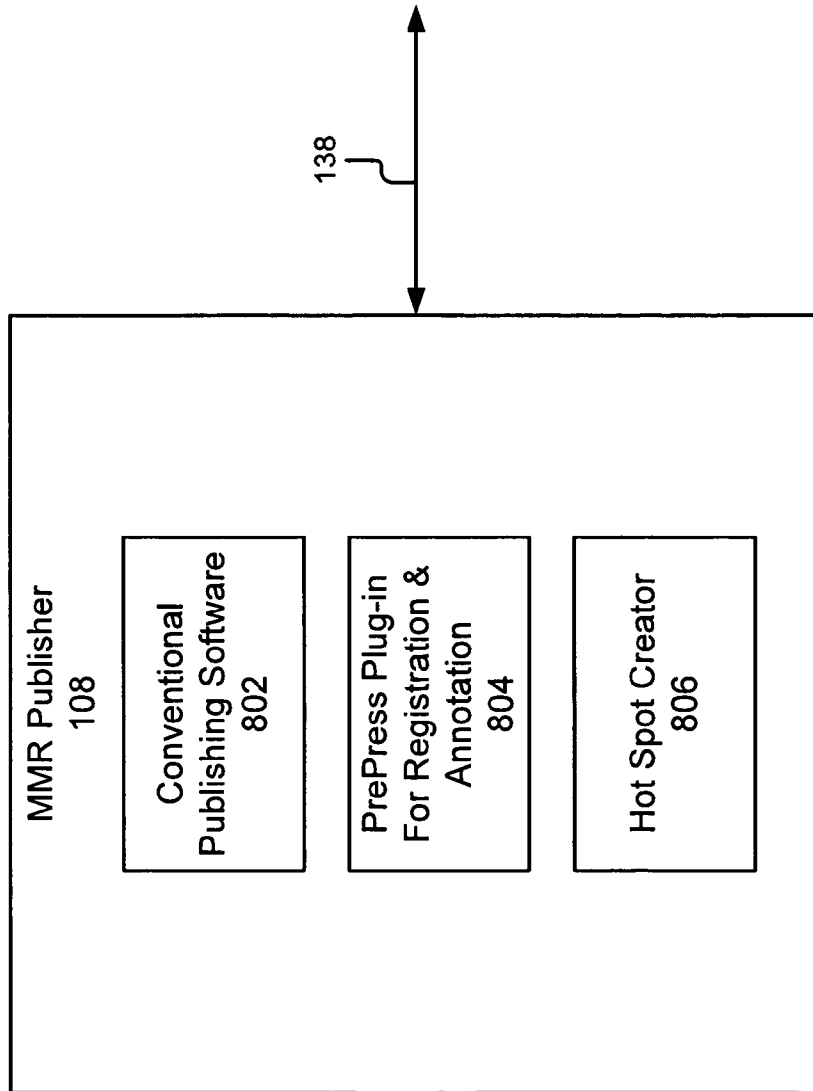 MMR Publisher
108
Conventional
Publishing Software
802
PrePress Plug-in
For Registration &
Annotation
804
Hot Spot Creator
806
138